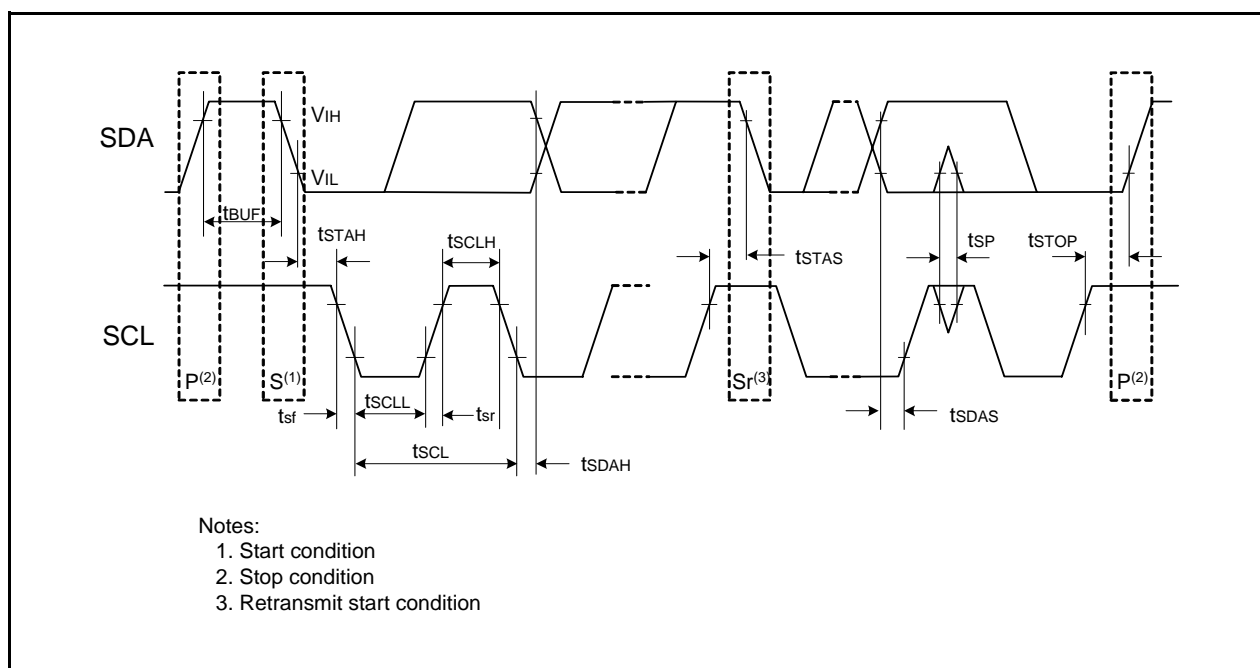 SDA
VIH
VIL
tBUF
tSTAH
tSCLH
tSTAS
tSP
tSTOP
SCL
P(2)
S(1)
Sr(3)
P(2)
tsf
tSCLL
tsr
tSDAS
tSCL
tSDAH
Notes:
1. Start condition
2. Stop condition
3. Retransmit start condition